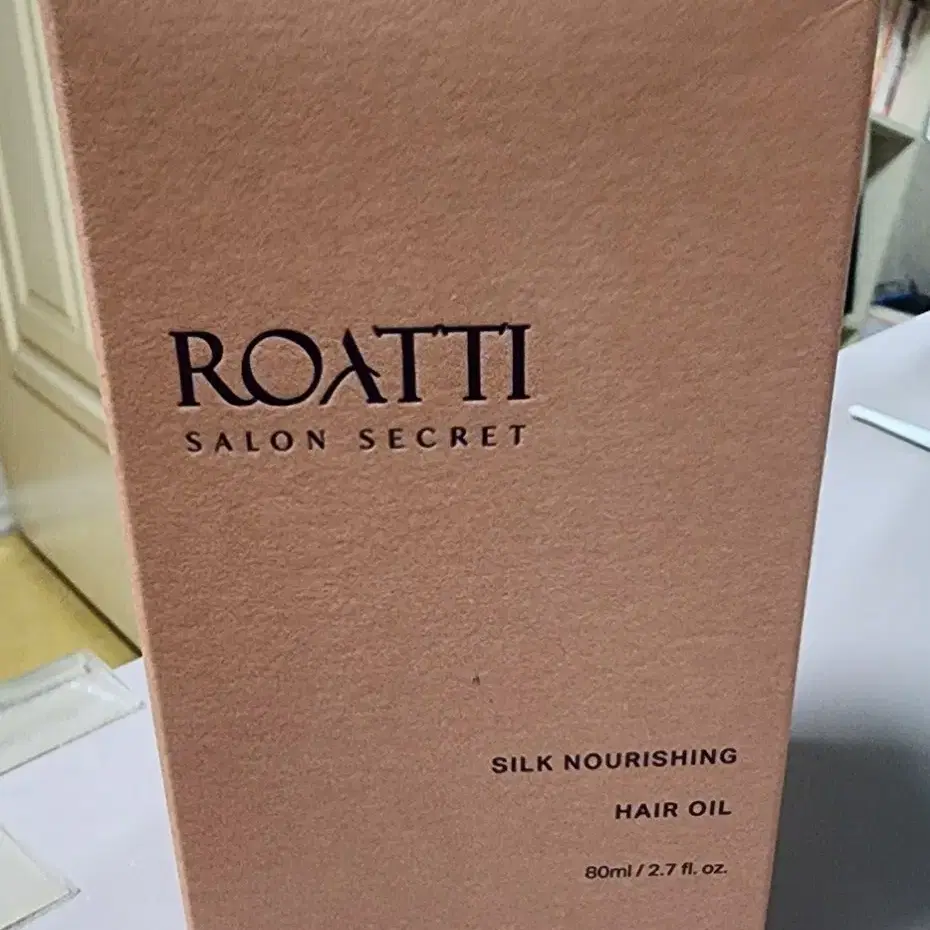 ROATTI
SALON SECRET
SILK NOURISHING
HAIR OIL
80ml / 2.7 fl. oz.